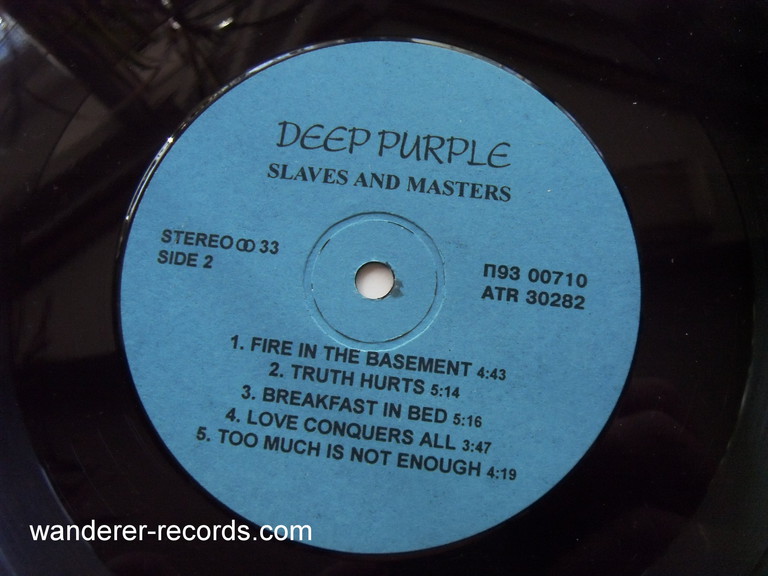 DEEP PURPLE
SLAVES AND MASTERS
STEREO ꝏ 33
SIDE 2
П93 00710
ATR 30282
1. FIRE IN THE BASEMENT 4:43
2. TRUTH HURTS 5:14
3. BREAKFAST IN BED 5:16
4. LOVE CONQUERS ALL 3:47
5. TOO MUCH IS NOT ENOUGH 4:19
wanderer-records.com